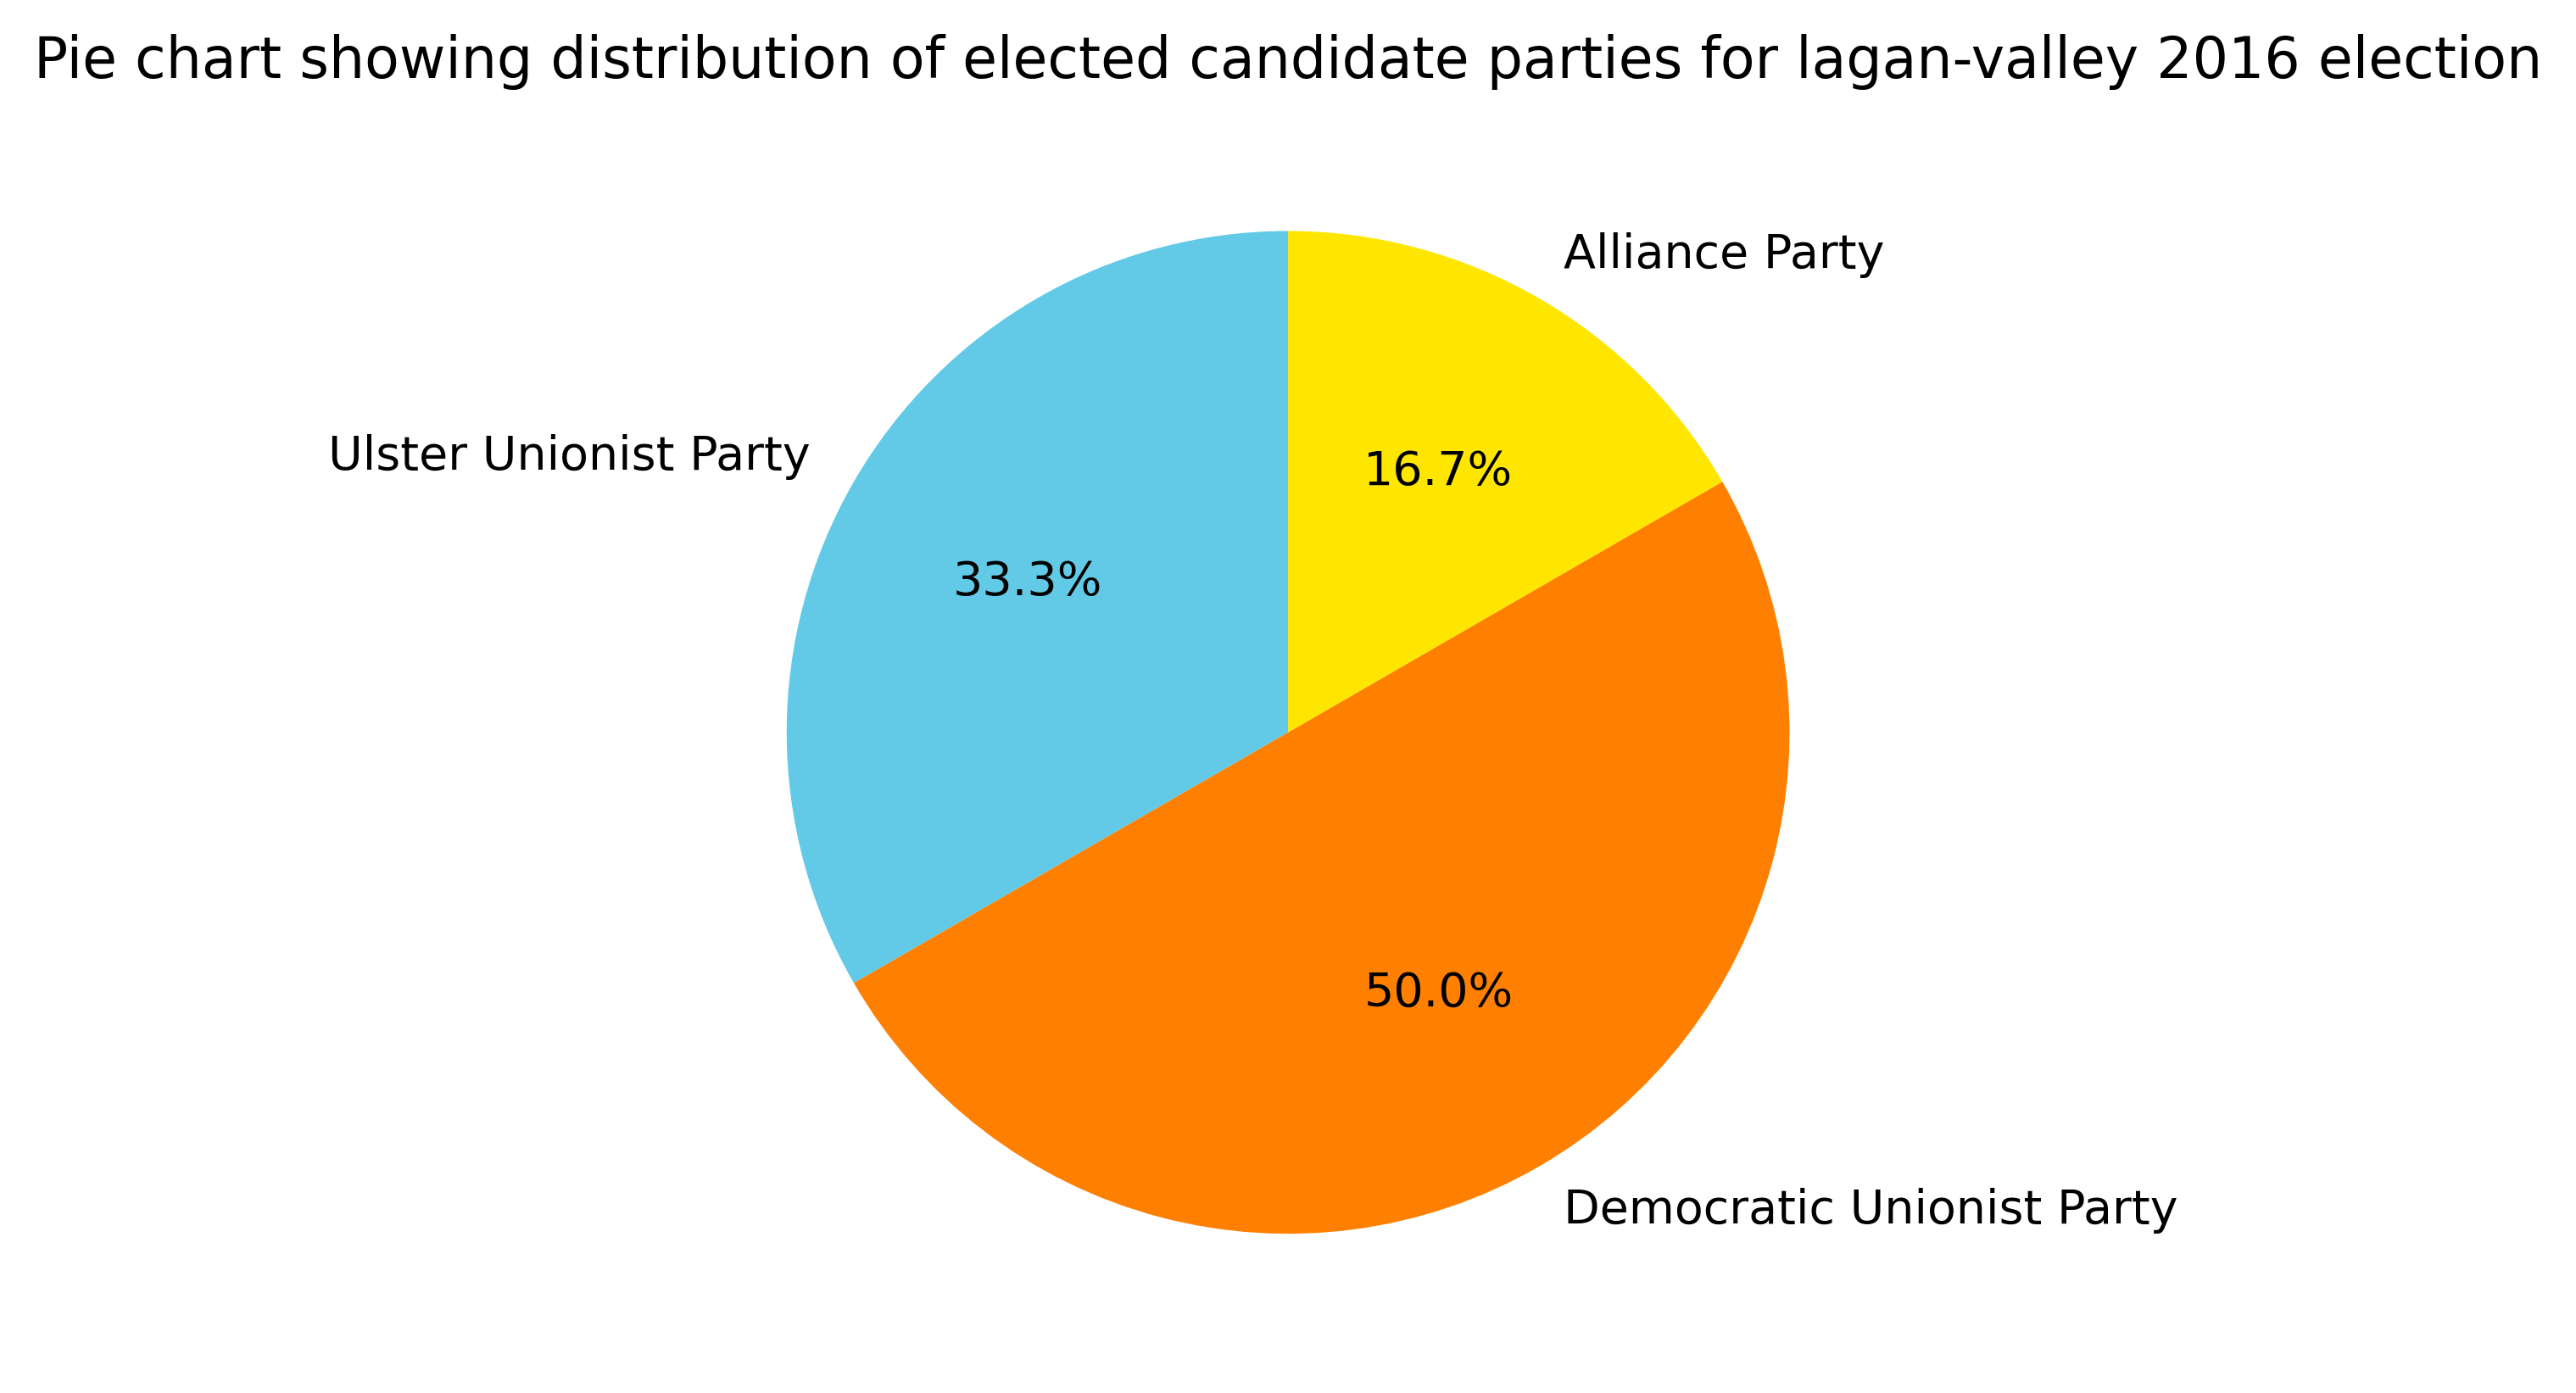 Pie chart showing distribution of elected candidate parties for lagan-valley 2016 election
Alliance Party
Ulster Unionist Party
16.7%
33.3%
50.0%
Democratic Unionist Party